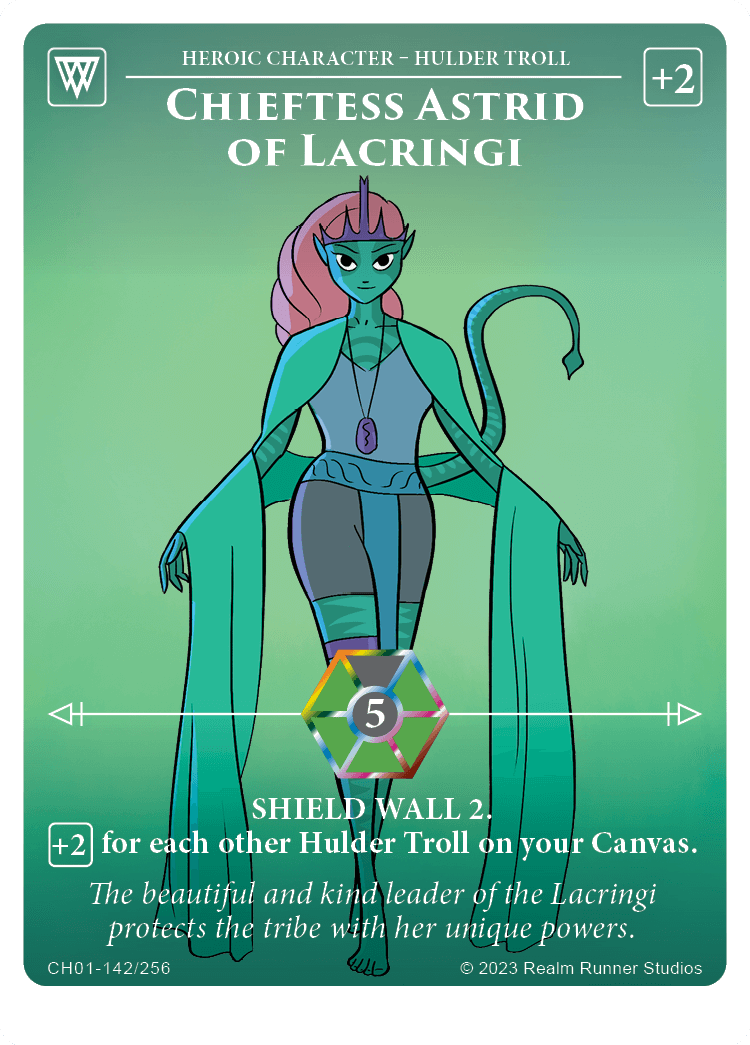 HEROIC CHARACTER – HULDER TROLL
+2
CHIEFTESS ASTRID
OF LACRINGI
5
SHIELD WALL 2.
+2 for each other Hulder Troll on your Canvas.
The beautiful and kind leader of the Lacringi
protects the tribe with her unique powers.
CH01-142/256
© 2023 Realm Runner Studios